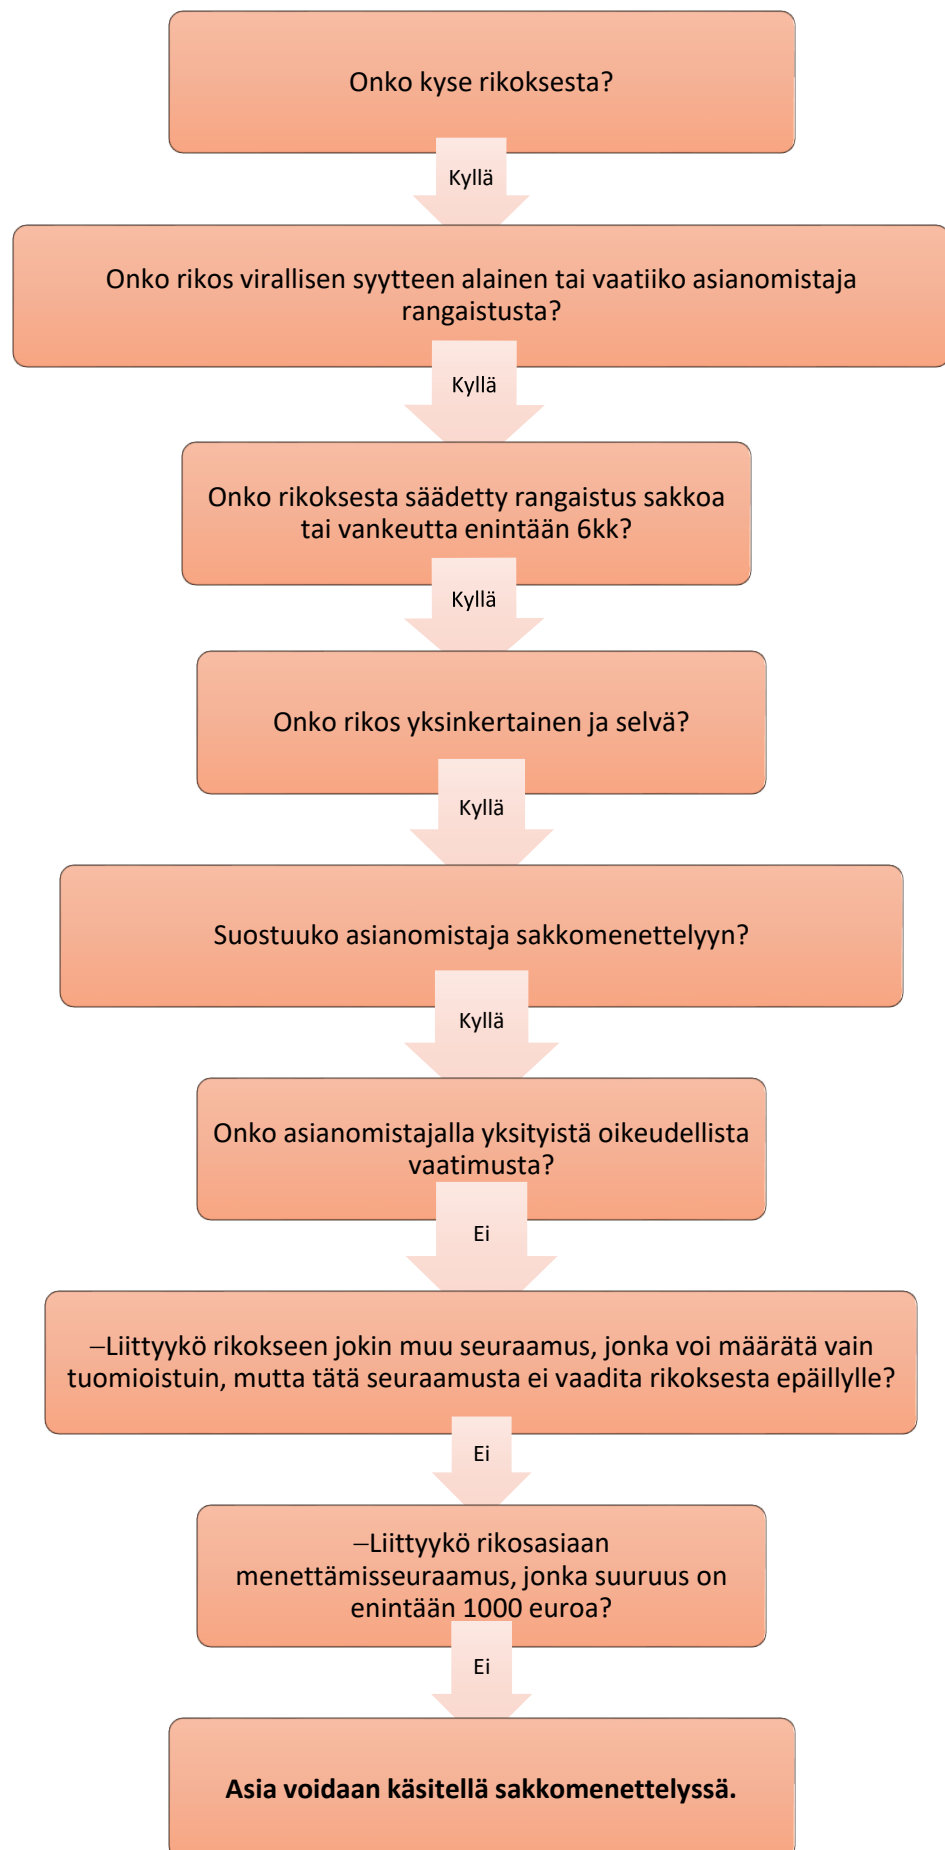 Onko kyse rikoksesta?
Kyllä
Onko rikos virallisen syytteen alainen tai vaatiiko asianomistaja
rangaistusta?
Kyllä
Onko rikoksesta säädetty rangaistus sakkoa
tai vankeutta enintään 6kk?
Kyllä
Onko rikos yksinkertainen ja selvä?
Kyllä
Suostuuko asianomistaja sakkomenettelyyn?
Kyllä
Onko asianomistajalla yksityistä oikeudellista
vaatimusta?
Ei
–Liittyykö rikokseen jokin muu seuraamus, jonka voi määrätä vain
tuomioistuin, mutta tätä seuraamusta ei vaadita rikoksesta epäillylle?
Ei
–Liittyykö rikosasiaan
menettämisseuraamus, jonka suuruus on
enintään 1000 euroa?
Ei
Asia voidaan käsitellä sakkomenettelyssä.